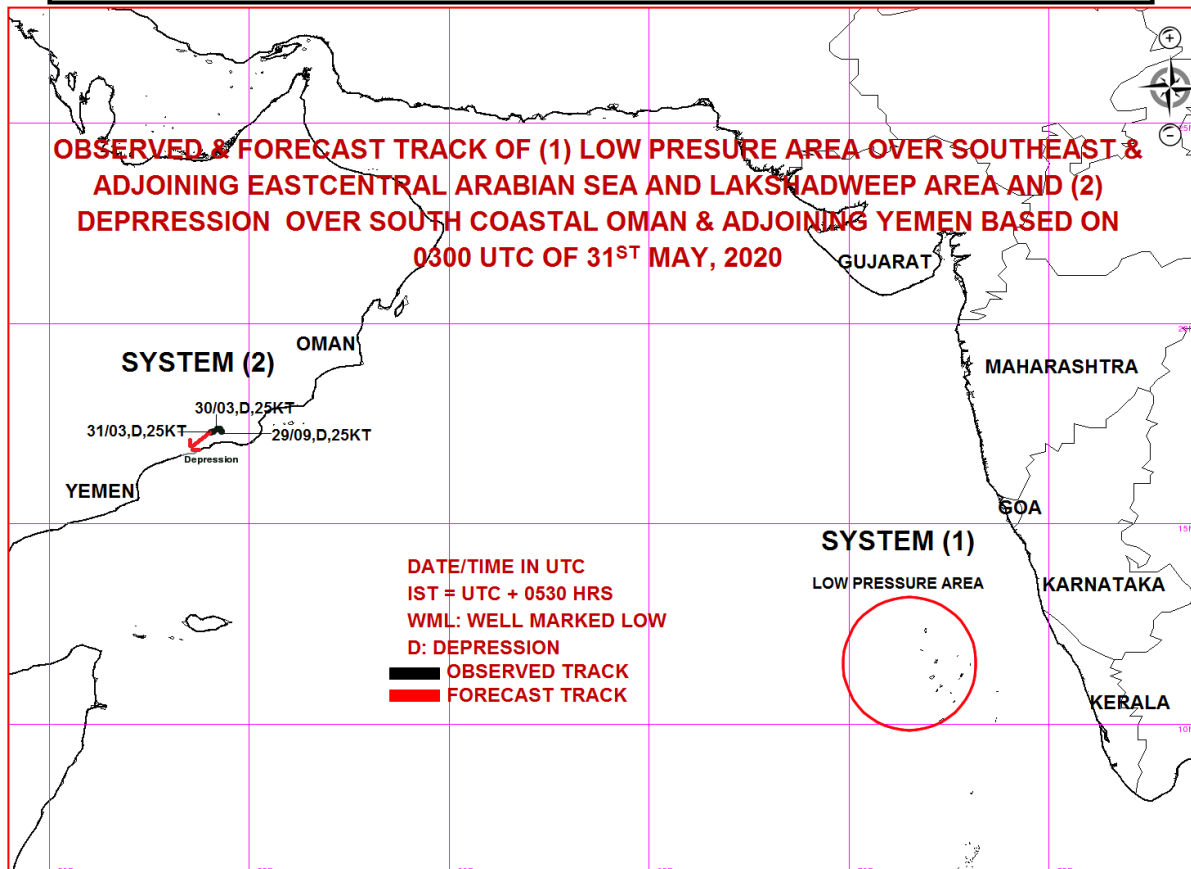 OBSERVED & FORECAST TRACK OF (1) LOW PRESURE AREA OVER SOUTHEAST &
ADJOINING EASTCENTRAL ARABIAN SEA AND LAKSHADWEEP AREA AND (2)
DEPRRESSION OVER SOUTH COASTAL OMAN & ADJOINING YEMEN BASED ON
0300 UTC OF 31ST MAY, 2020
GUJARAT
OMAN
SYSTEM (2)
MAHARASHTRA
30/03,D,25KT
31/03,D,25KT
29/09,D,25KT
Depression
YEMEN
GOA
SYSTEM (1)
LOW PRESSURE AREA
KARNATAKA
DATE/TIME IN UTC
IST = UTC + 0530 HRS
WML: WELL MARKED LOW
D: DEPRESSION
OBSERVED TRACK
FORECAST TRACK
KERALA